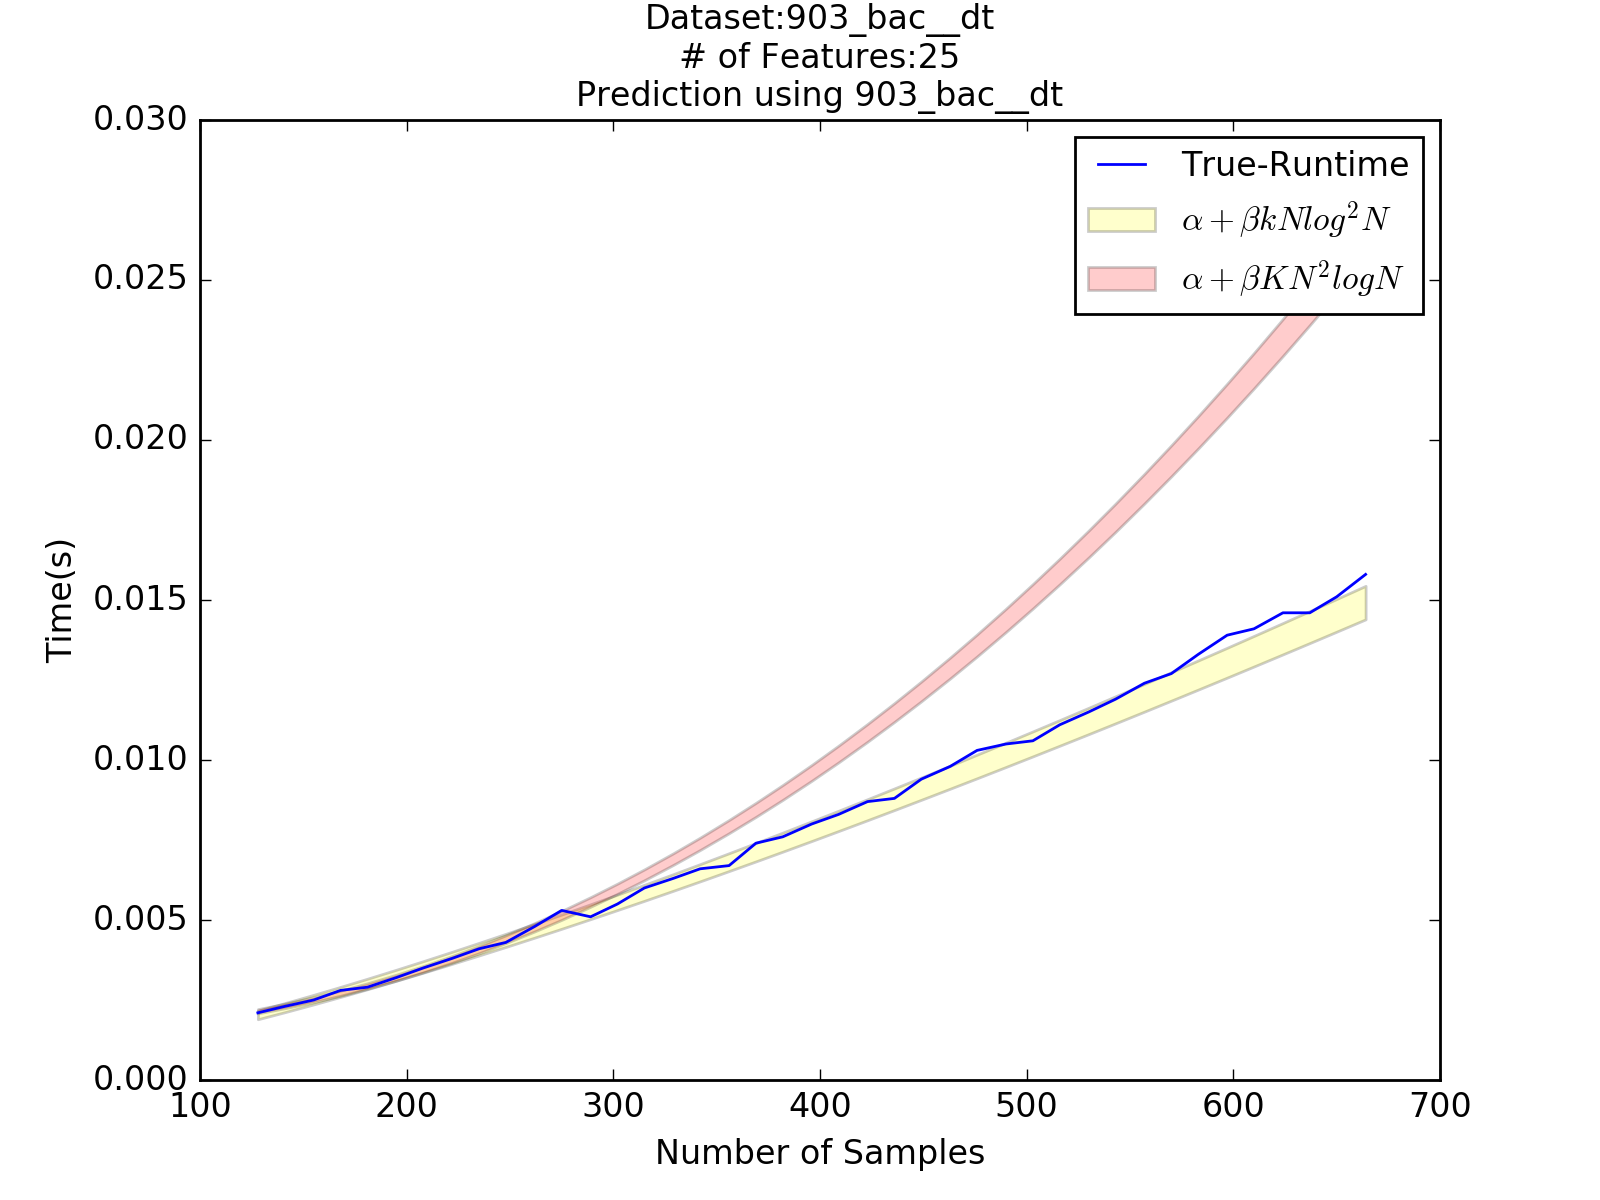 Dataset:903_bac__dt
# of Features:25
Prediction using 903_bac__dt
0.030
0.025
0.020
0.015
0.010
0.005
0.000
Time(s)
True-Runtime
α + βkNlog²N
α + βKN²logN
100 200 300 400 500 600 700
Number of Samples